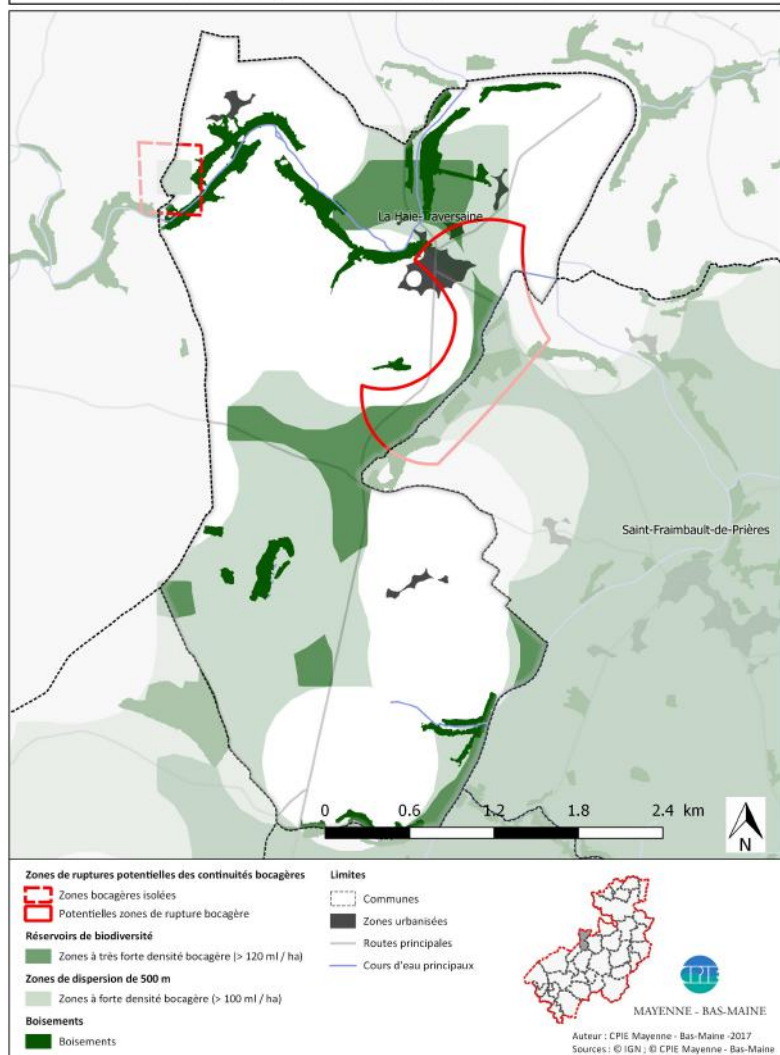 La Haie-Traversaine
Saint-Fraimbault-de-Prières
0 0.6 1.2 1.8 2.4 km
N
Zones de ruptures potentielles des continuités bocagères
Zones bocagères isolées
Potentielles zones de rupture bocagère
Réservoirs de biodiversité
Zones à très forte densité bocagère (> 120 ml / ha)
Zones de dispersion de 500 m
Zones à forte densité bocagère (> 100 ml / ha)
Boisements
Boisements
Limites
Communes
Zones urbanisées
Routes principales
Cours d'eau principaux
CPIE
MAYENNE - BAS-MAINE
Auteur : CPIE Mayenne - Bas-Maine -2017
Sources : © IGN ; © CPIE Mayenne - Bas-Maine